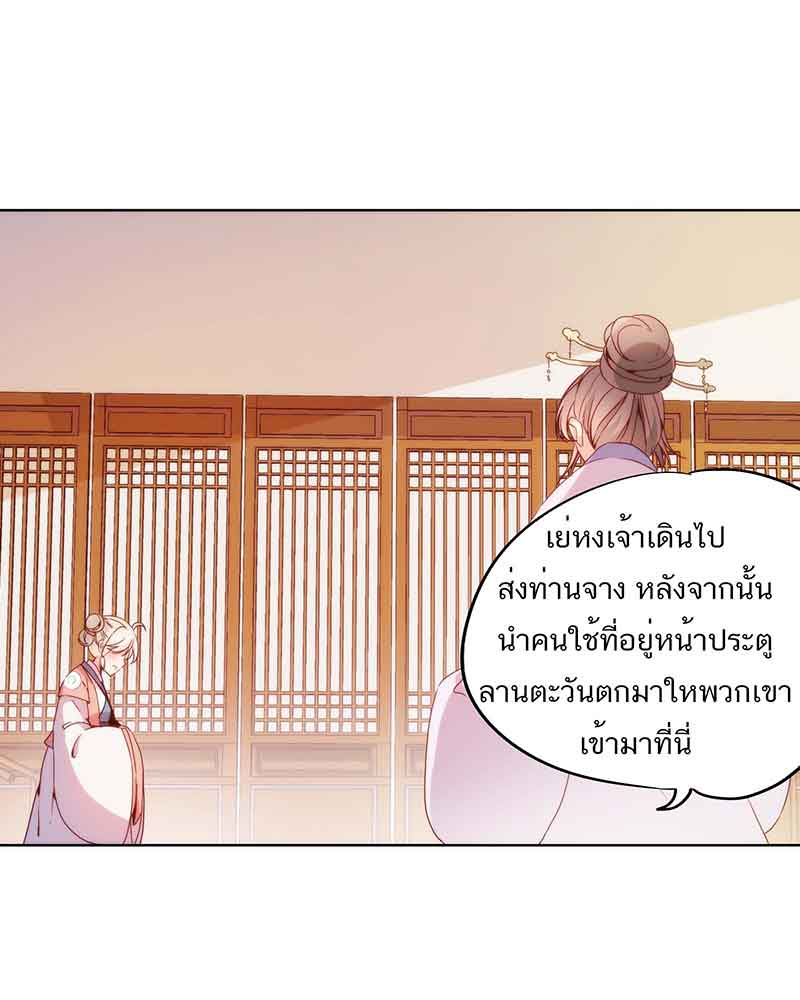 เย่หงเจ้าเดินไป
ส่งท่านจาง หลังจากนั้น
นำคนใช้ที่อยู่หน้าประตู
ลานตะวันตกมาใหพวกเขา
เข้ามาที่นี่